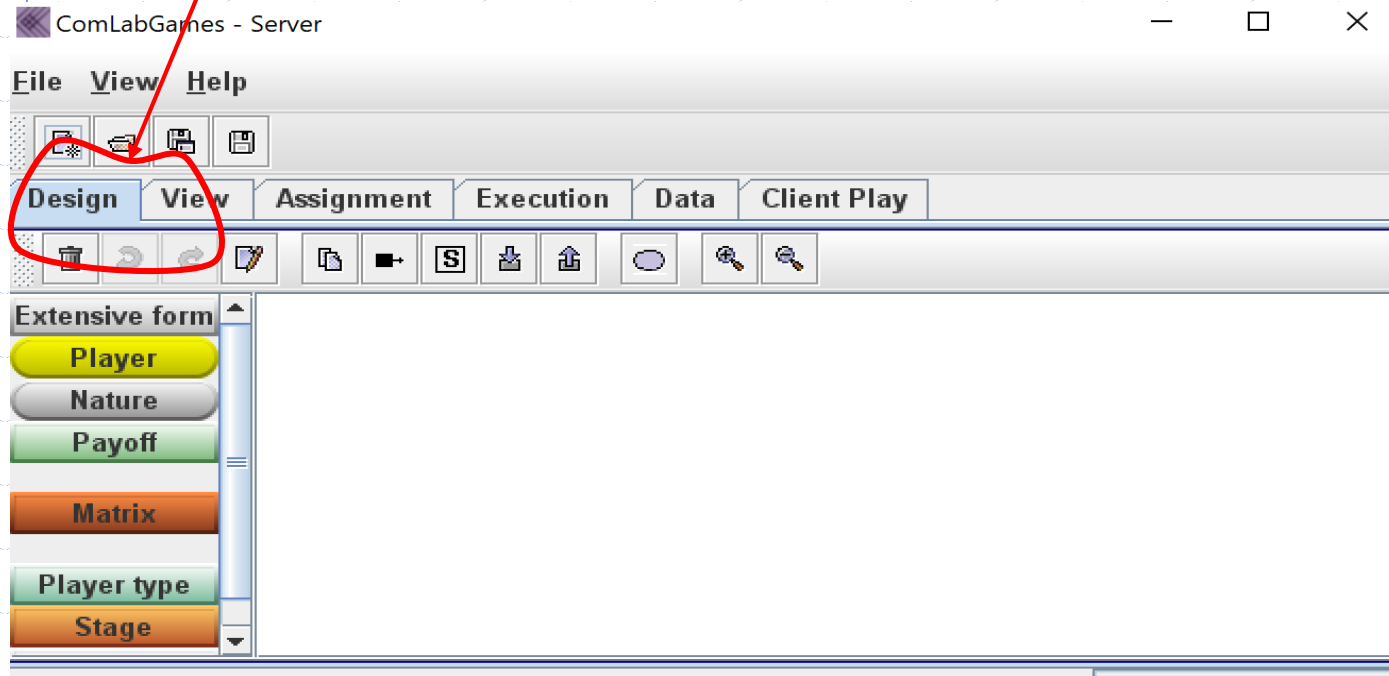 ComLabGames - Server
File View Help
Design View Assignment Execution Data Client Play
S
Extensive form
Player
Nature
Payoff
Matrix
Player type
Stage